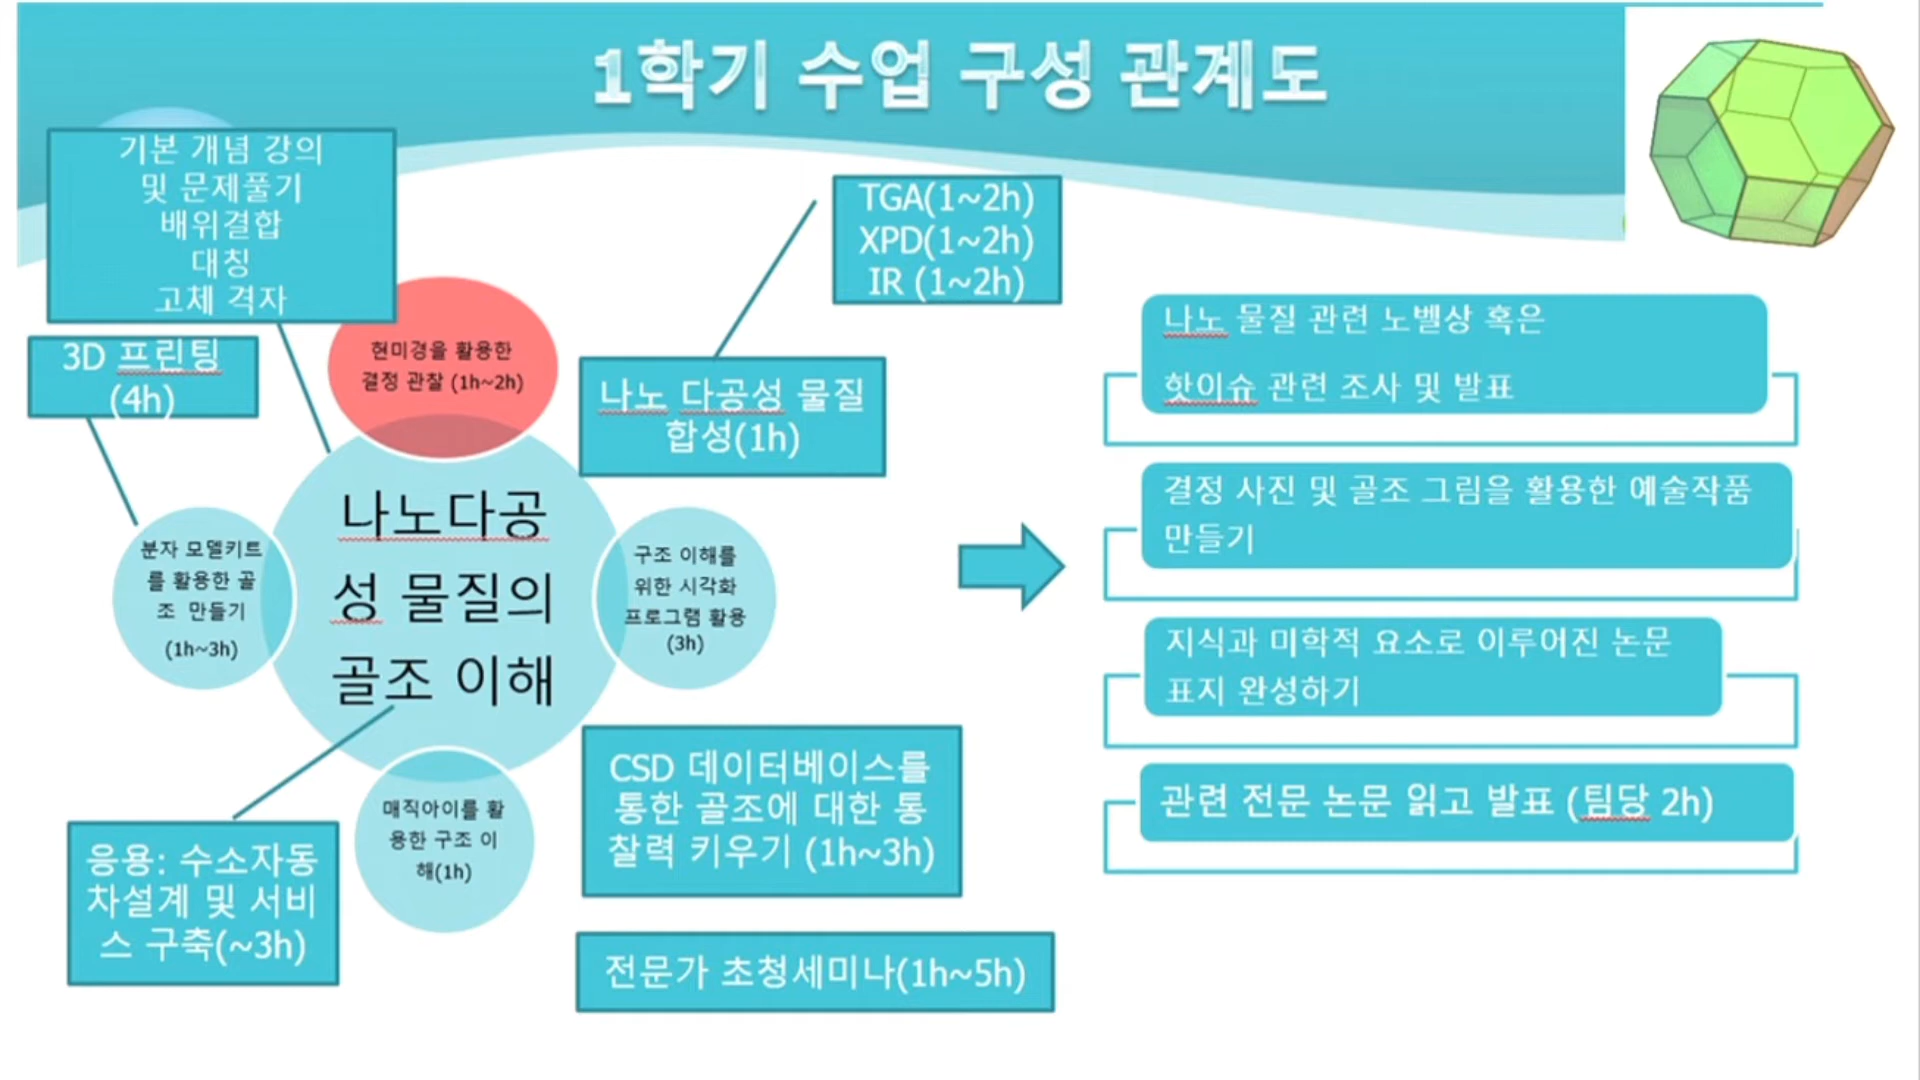 1학기 수업 구성 관계도
기본 개념 강의
및 문제풀기
배위결합
대칭
고체 격자
3D 프린팅
(4h)
현미경을 활용한
결정 관찰 (1h~2h)
TGA(1~2h)
XPD(1~2h)
IR (1~2h)
나노 다공성 물질
합성(1h)
분자 모델키트
를 활용한 골
조 만들기
(1h~3h)
나노다공
성 물질의
골조 이해
구조 이해를
위한 시각화
프로그램 활용
(3h)
매직아이를 활
용한 구조 이
해(1h)
응용: 수소자동
차설계 및 서비
스 구축(~3h)
CSD 데이터베이스를
통한 골조에 대한 통
찰력 키우기 (1h~3h)
전문가 초청세미나(1h~5h)
나노 물질 관련 노벨상 혹은
핫이슈 관련 조사 및 발표
결정 사진 및 골조 그림을 활용한 예술작품
만들기
지식과 미학적 요소로 이루어진 논문
표지 완성하기
관련 전문 논문 읽고 발표 (팀당 2h)